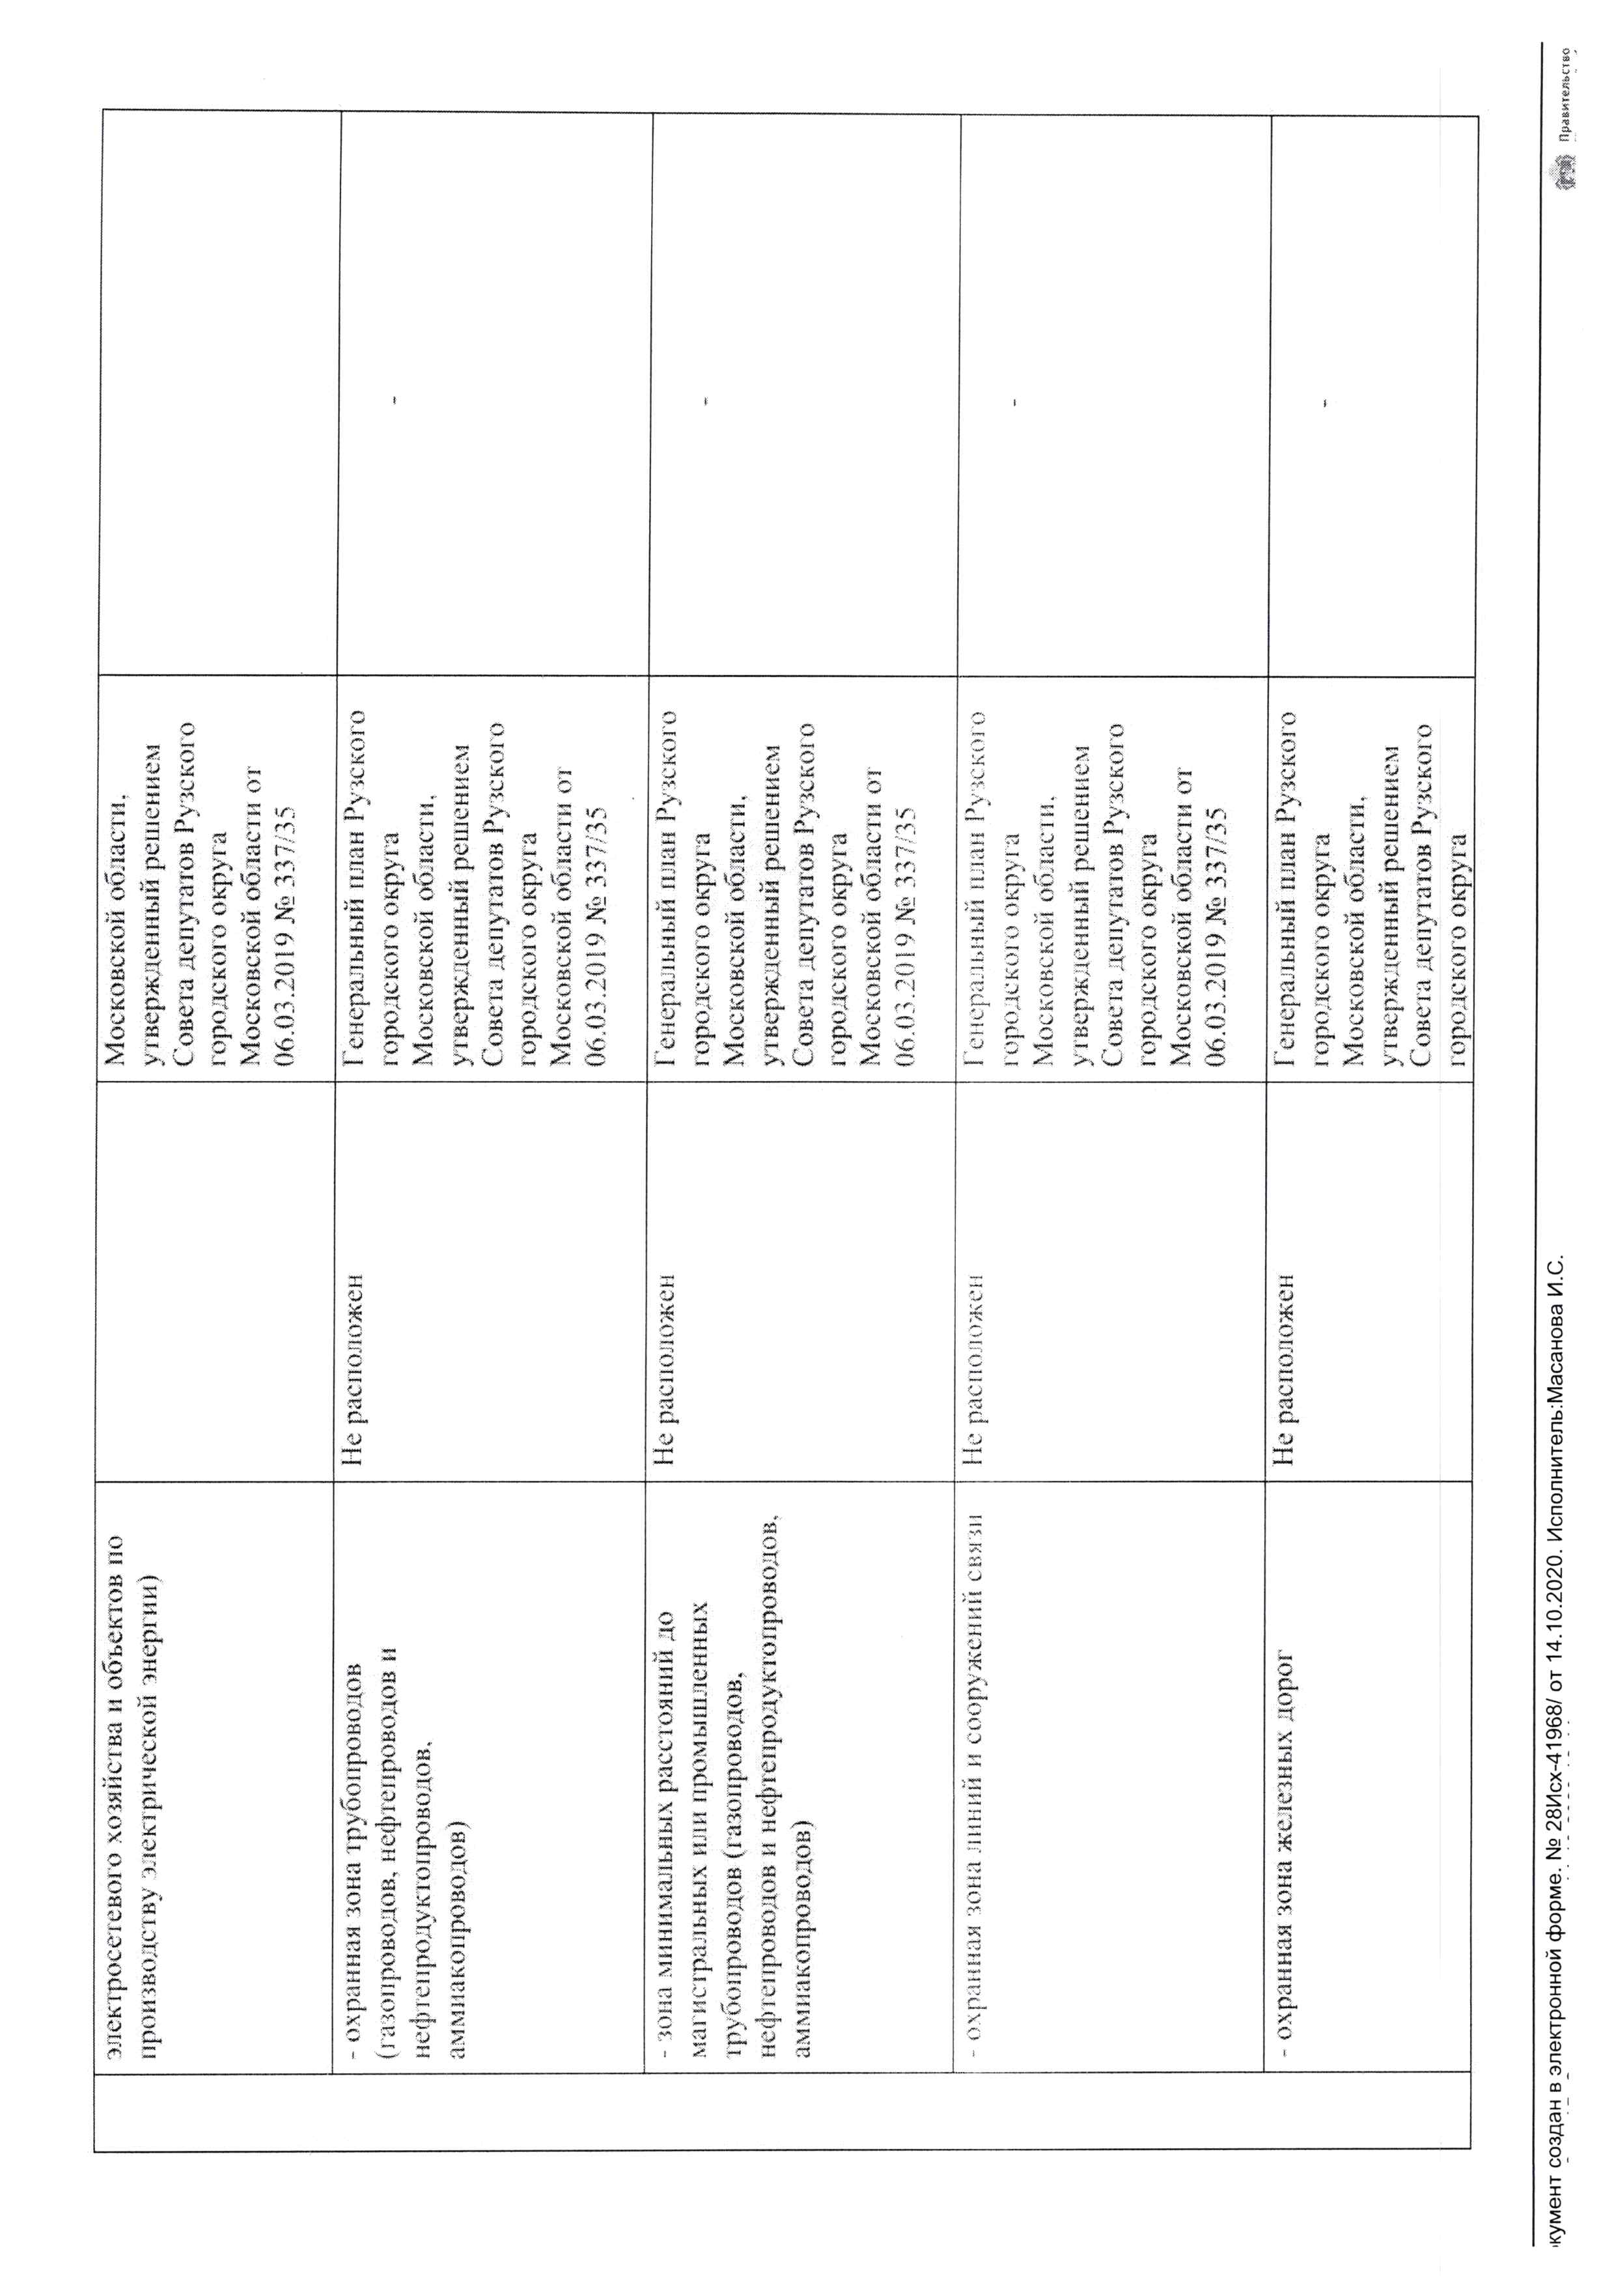 электросетевого хозяйства и объектов по
производству электрической энергии)
Московской области,
утвержденный решением
Совета депутатов Рузского
городского округа
Московской области от
06.03.2019 № 337/35
- охранная зона трубопроводов
(газопроводов, нефтепроводов и
нефтепродуктопроводов,
аммиакопроводов)
Не расположен
Генеральный план Рузского
городского округа
Московской области,
утвержденный решением
Совета депутатов Рузского
городского округа
Московской области от
06.03.2019 № 337/35
-
- зона минимальных расстояний до
магистральных или промышленных
трубопроводов (газопроводов,
нефтепроводов и нефтепродуктопроводов,
аммиакопроводов)
Не расположен
Генеральный план Рузского
городского округа
Московской области,
утвержденный решением
Совета депутатов Рузского
городского округа
Московской области от
06.03.2019 № 337/35
-
- охранная зона линий и сооружений связи
Не расположен
Генеральный план Рузского
городского округа
Московской области,
утвержденный решением
Совета депутатов Рузского
городского округа
Московской области от
06.03.2019 № 337/35
-
- охранная зона железных дорог
Не расположен
Генеральный план Рузского
городского округа
Московской области,
утвержденный решением
Совета депутатов Рузского
городского округа
-
кумент создан в электронной форме. № 28Исх-41968/ от 14.10.2020. Исполнитель:Масанова И.С.
Правительство